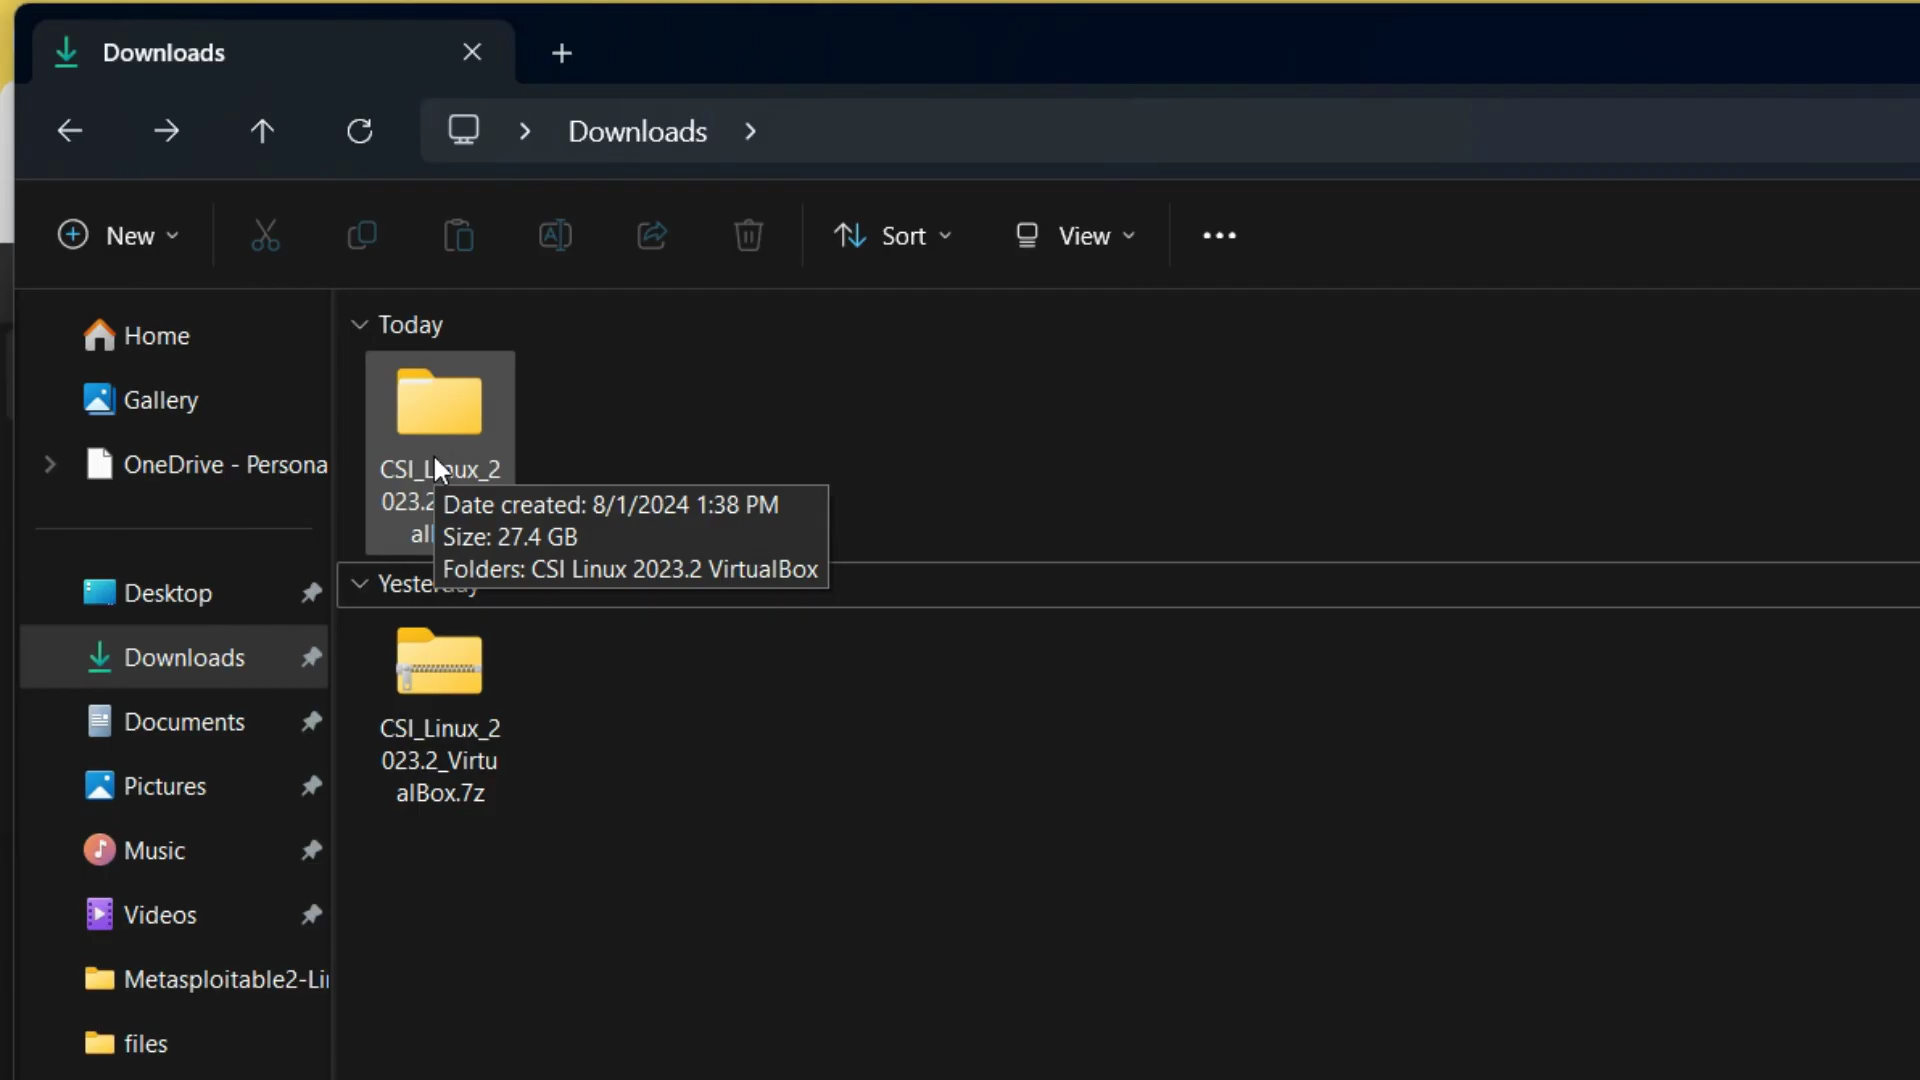 Downloads
Downloads
New
Sort
View
Home
Gallery
OneDrive - Persona
Desktop
Downloads
Documents
Pictures
Music
Videos
Metasploitable2-Li
files
Today
CSI_Linux_2
023.2
Date created: 8/1/2024 1:38 PM
Size: 27.4 GB
Folders: CSI Linux 2023.2 VirtualBox
Yesterday
CSI_Linux_2
023.2_Virtu
alBox.7z